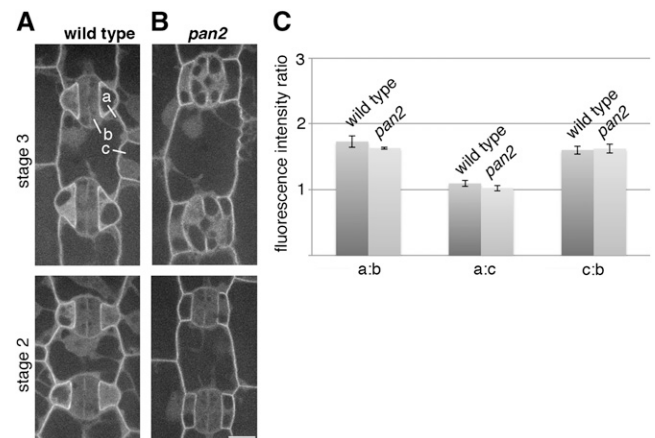 A
wild type
B
pan2
stage 3
a
b
c
stage 2
C
fluorescence intensity ratio
3
2
1
wild type
pan2
wild type
pan2
wild type
pan2
a:b
a:c
c:b